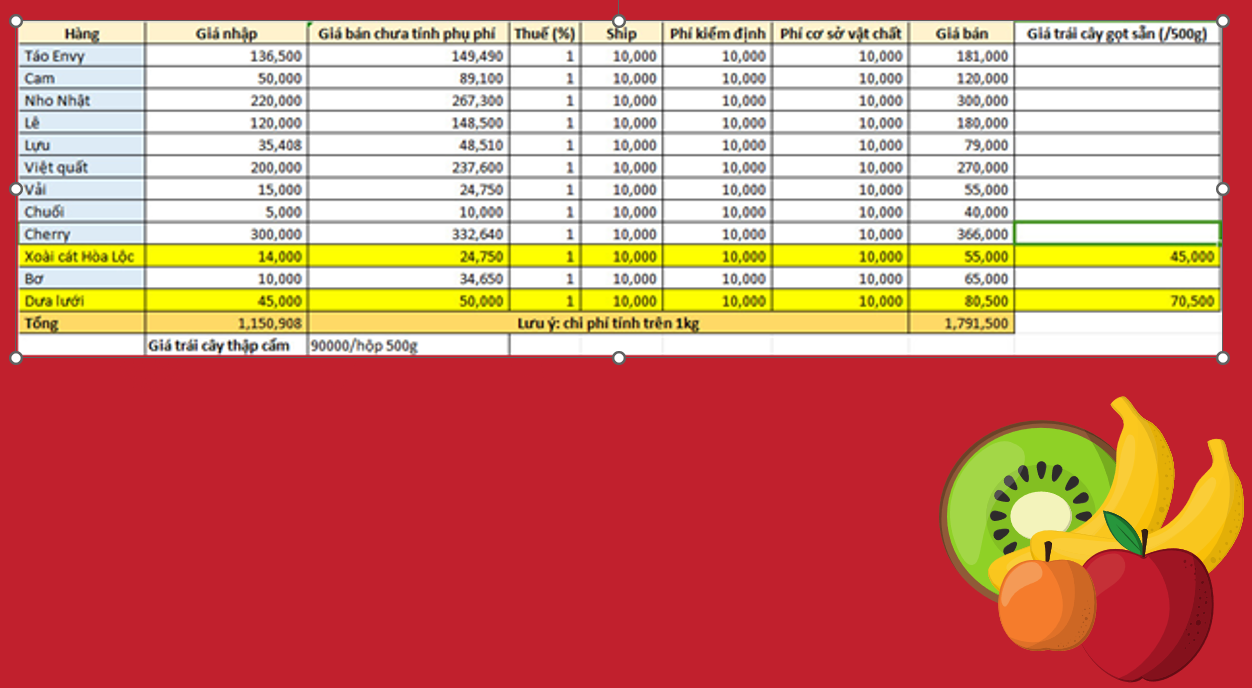 Hàng Giá nhập Giá bán chưa tính phụ phí Thuế (%) Ship Phí kiểm định Phí cơ sở vật chất Giá bán Giá trái cây gọt sẵn (/500g)
Táo Envy 136,500 149,490 1 10,000 10,000 10,000 181,000
Cam 50,000 89,100 1 10,000 10,000 10,000 120,000
Nho Nhật 220,000 267,300 1 10,000 10,000 10,000 300,000
Lê 120,000 148,500 1 10,000 10,000 10,000 180,000
Lựu 35,408 48,510 1 10,000 10,000 10,000 79,000
Việt quất 200,000 237,600 1 10,000 10,000 10,000 270,000
Vải 15,000 24,750 1 10,000 10,000 10,000 55,000
Chuối 5,000 10,000 1 10,000 10,000 10,000 40,000
Cherry 300,000 332,640 1 10,000 10,000 10,000 366,000
Xoài cát Hòa Lộc 14,000 24,750 1 10,000 10,000 10,000 55,000 45,000
Bơ 10,000 34,650 1 10,000 10,000 10,000 65,000
Dưa lưới 45,000 50,000 1 10,000 10,000 10,000 80,500 70,500
Tổng 1,150,908 Lưu ý: chi phí tính trên 1kg 1,791,500
Giá trái cây thập cẩm 90000/hộp 500g